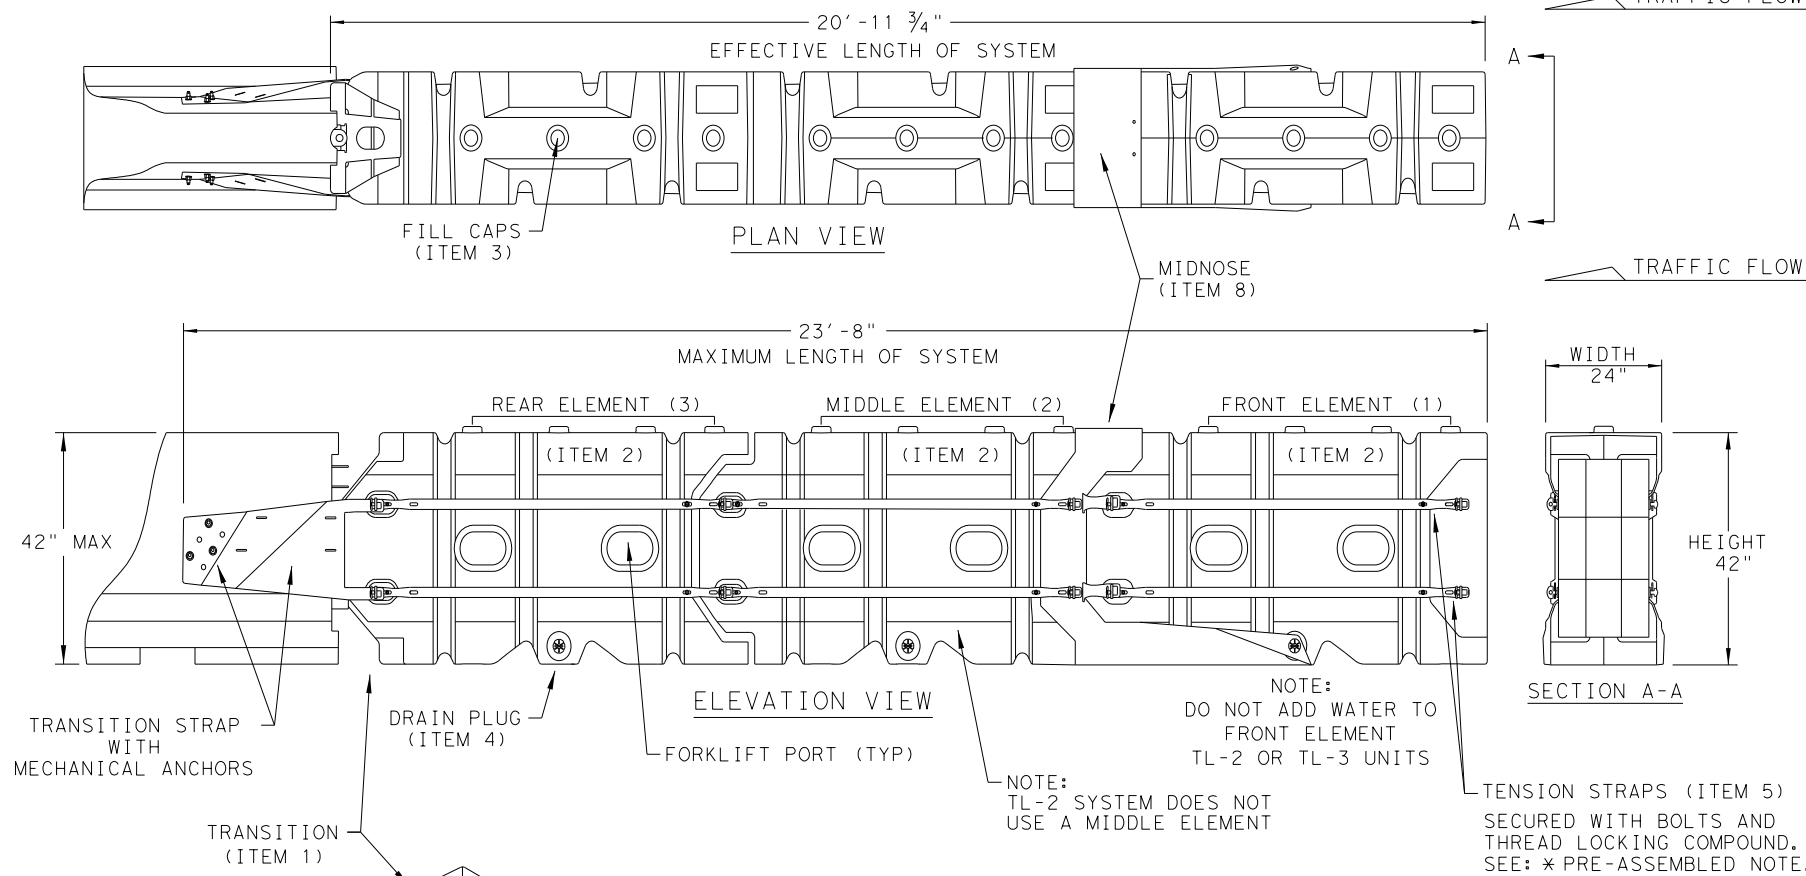 TRAFFIC FLOW
20'-11 ¾"
EFFECTIVE LENGTH OF SYSTEM
A
A
FILL CAPS
(ITEM 3)
PLAN VIEW
MIDNOSE
(ITEM 8)
TRAFFIC FLOW
23'-8"
MAXIMUM LENGTH OF SYSTEM
WIDTH
24"
REAR ELEMENT (3)
MIDDLE ELEMENT (2)
FRONT ELEMENT (1)
(ITEM 2)
(ITEM 2)
(ITEM 2)
42" MAX
HEIGHT
42"
TRANSITION STRAP
WITH
MECHANICAL ANCHORS
DRAIN PLUG
(ITEM 4)
ELEVATION VIEW
FORKLIFT PORT (TYP)
NOTE:
DO NOT ADD WATER TO
FRONT ELEMENT
TL-2 OR TL-3 UNITS
SECTION A-A
NOTE:
TL-2 SYSTEM DOES NOT
USE A MIDDLE ELEMENT
TENSION STRAPS (ITEM 5)
SECURED WITH BOLTS AND
THREAD LOCKING COMPOUND.
SEE: * PRE-ASSEMBLED NOTE.
TRANSITION
(ITEM 1)